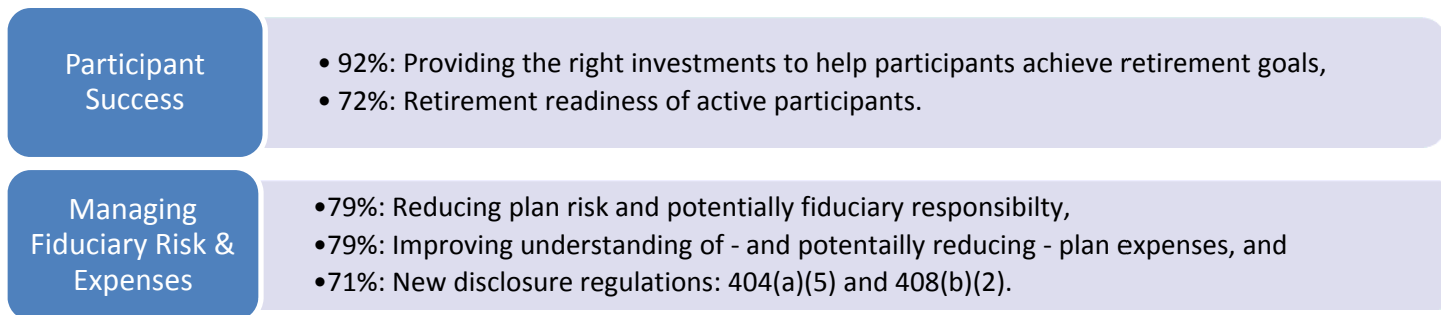 Participant
Success
• 92%: Providing the right investments to help participants achieve retirement goals,
• 72%: Retirement readiness of active participants.
Managing
Fiduciary Risk &
Expenses
•79%: Reducing plan risk and potentially fiduciary responsibilty,
•79%: Improving understanding of - and potentailly reducing - plan expenses, and
•71%: New disclosure regulations: 404(a)(5) and 408(b)(2).